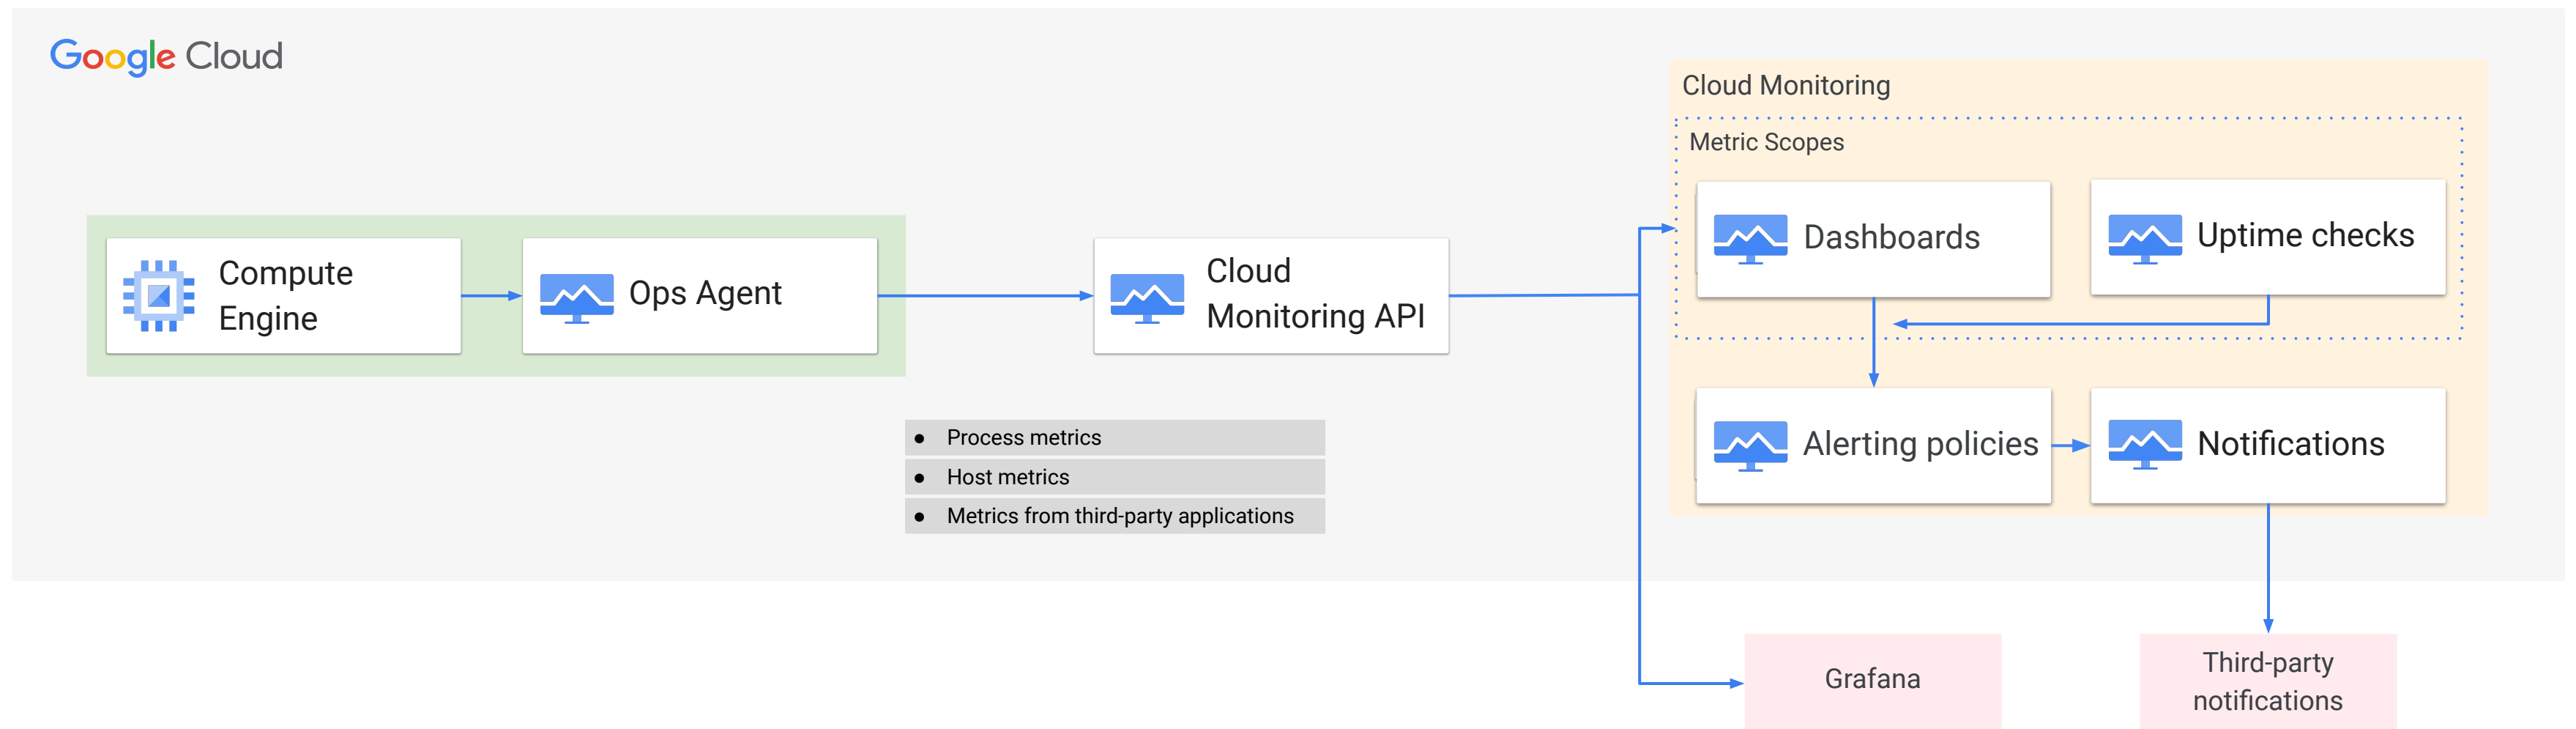 Google Cloud
Cloud Monitoring
Metric Scopes
Dashboards
Uptime checks
Compute
Engine
Ops Agent
Cloud
Monitoring API
● Process metrics
● Host metrics
● Metrics from third-party applications
Alerting policies
Notifications
Grafana
Third-party
notifications